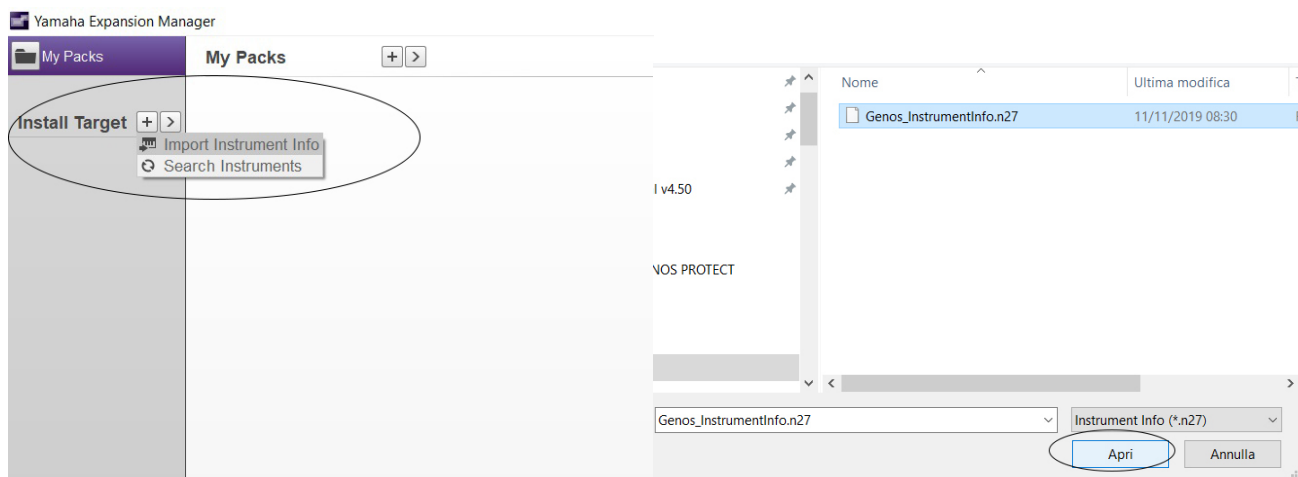 Yamaha Expansion Manager
My Packs
My Packs
Install Target
Import Instrument Info
Search Instruments
Nome
Ultima modifica
Genos_InstrumentInfo.n27
11/11/2019 08:30
v4.50
PROTECT
Genos_InstrumentInfo.n27
Instrument Info (*.n27)
Apri
Annulla